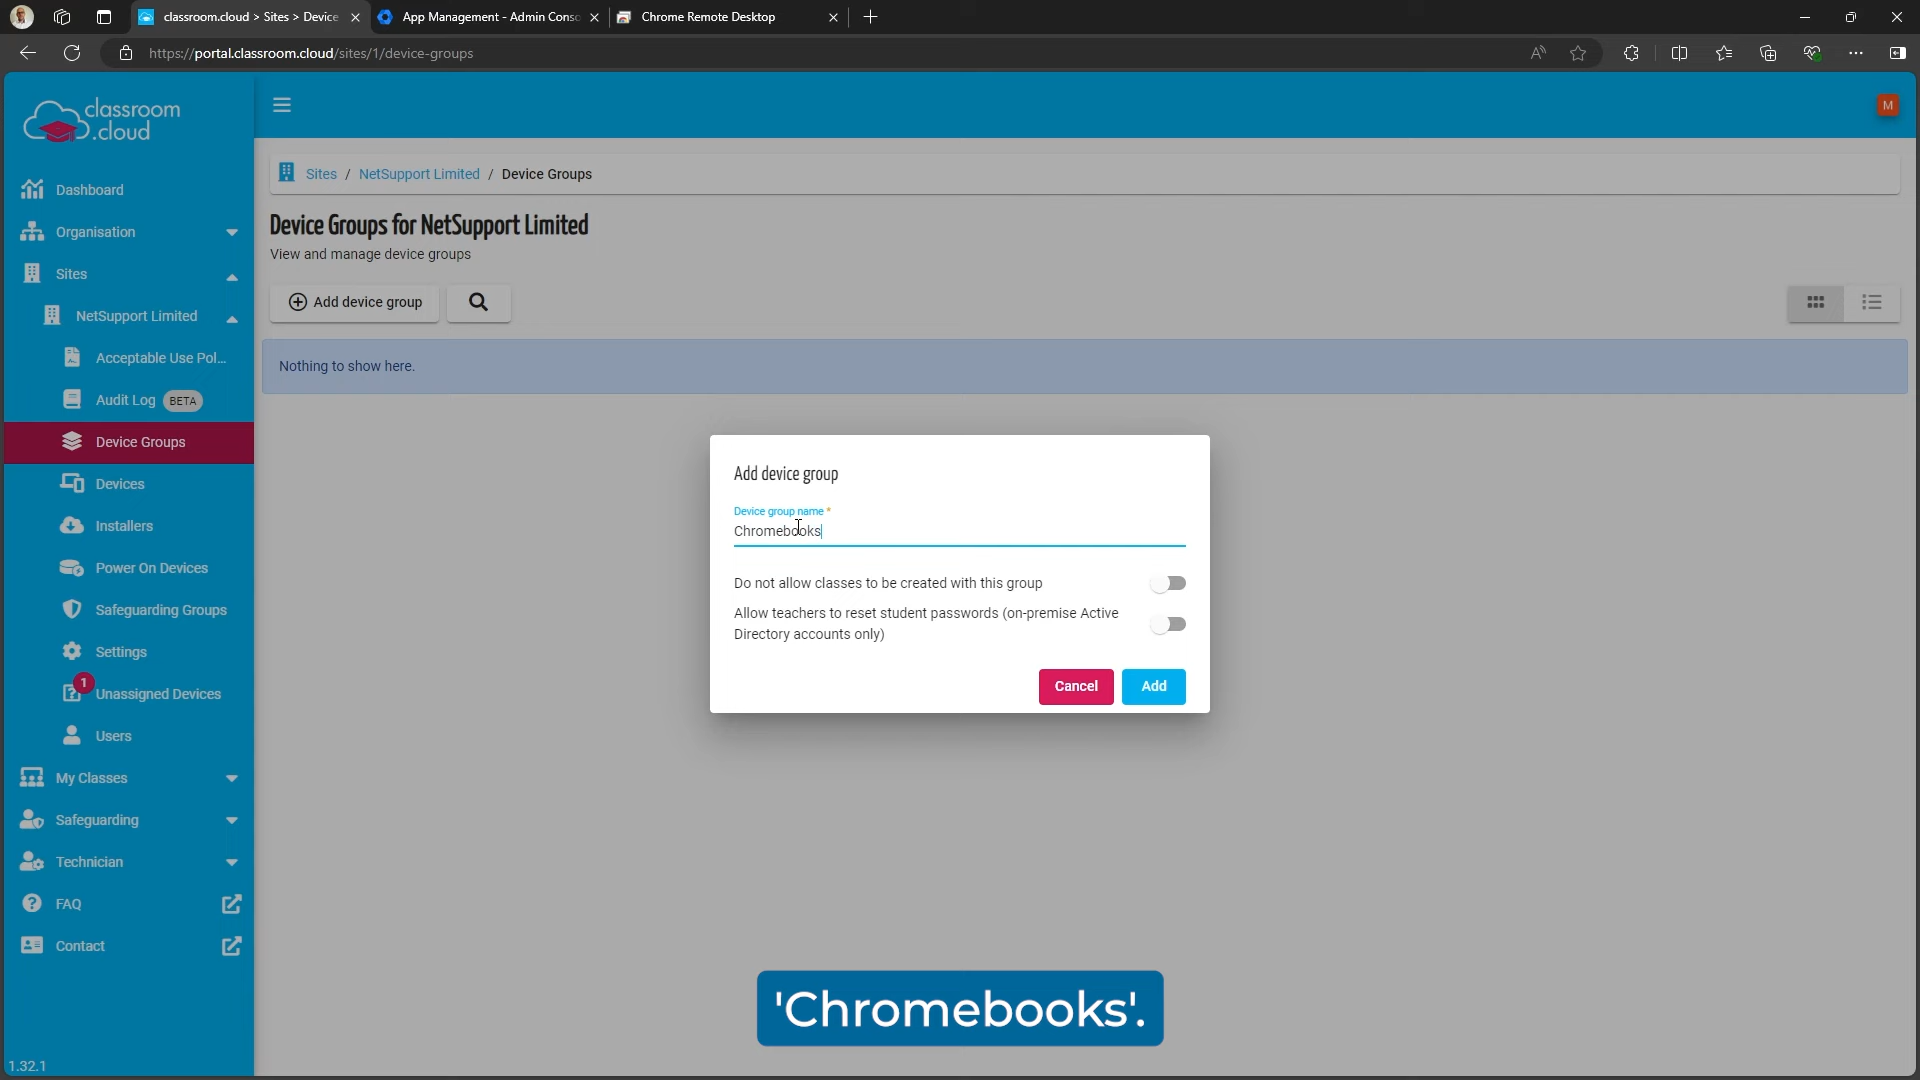 classroom.cloud > Sites > Device
App Management - Admin Conso
Chrome Remote Desktop
https://portal.classroom.cloud/sites/1/device-groups
classroom
.cloud
M
Dashboard
Organisation
Sites
NetSupport Limited
Acceptable Use Pol...
Audit Log BETA
Device Groups
Devices
Installers
Power On Devices
Safeguarding Groups
Settings
1
Unassigned Devices
Users
My Classes
Safeguarding
Technician
FAQ
Contact
1.32.1
Sites / NetSupport Limited / Device Groups
Device Groups for NetSupport Limited
View and manage device groups
Add device group
Nothing to show here.
Add device group
Device group name *
Chromebooks
Do not allow classes to be created with this group
Allow teachers to reset student passwords (on-premise Active
Directory accounts only)
Cancel Add
'Chromebooks'.